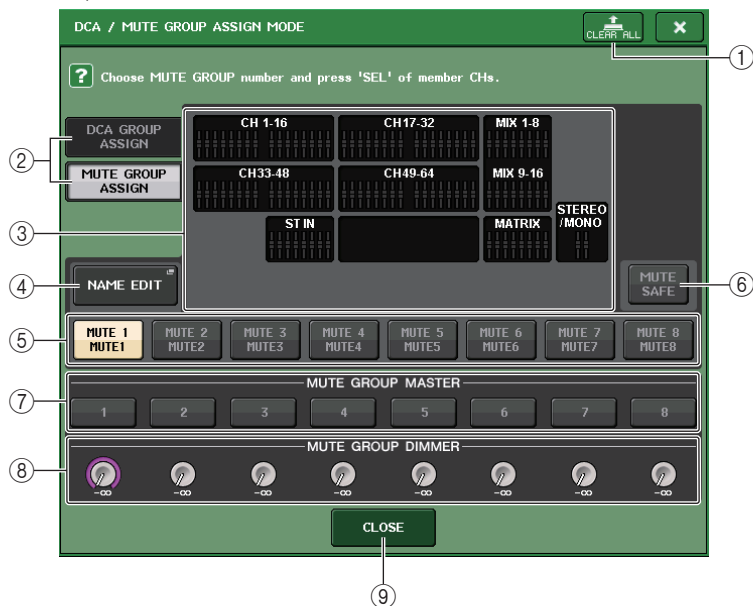 DCA / MUTE GROUP ASSIGN MODE
CLEAR ALL
①
? Choose MUTE GROUP number and press 'SEL' of member CHs.
②
DCA GROUP
ASSIGN
MUTE GROUP
ASSIGN
③
CH 1-16
CH17-32
MIX 1-8
CH33-48
CH49-64
MIX 9-16
ST IN
MATRIX
STEREO
/MONO
④
NAME EDIT
MUTE
SAFE
⑥
⑤
MUTE 1
MUTE1
MUTE 2
MUTE2
MUTE 3
MUTE3
MUTE 4
MUTE4
MUTE 5
MUTE5
MUTE 6
MUTE6
MUTE 7
MUTE7
MUTE 8
MUTE8
⑦
MUTE GROUP MASTER
1 2 3 4 5 6 7 8
⑧
MUTE GROUP DIMMER
-∞ -∞ -∞ -∞ -∞ -∞ -∞ -∞
CLOSE
⑨